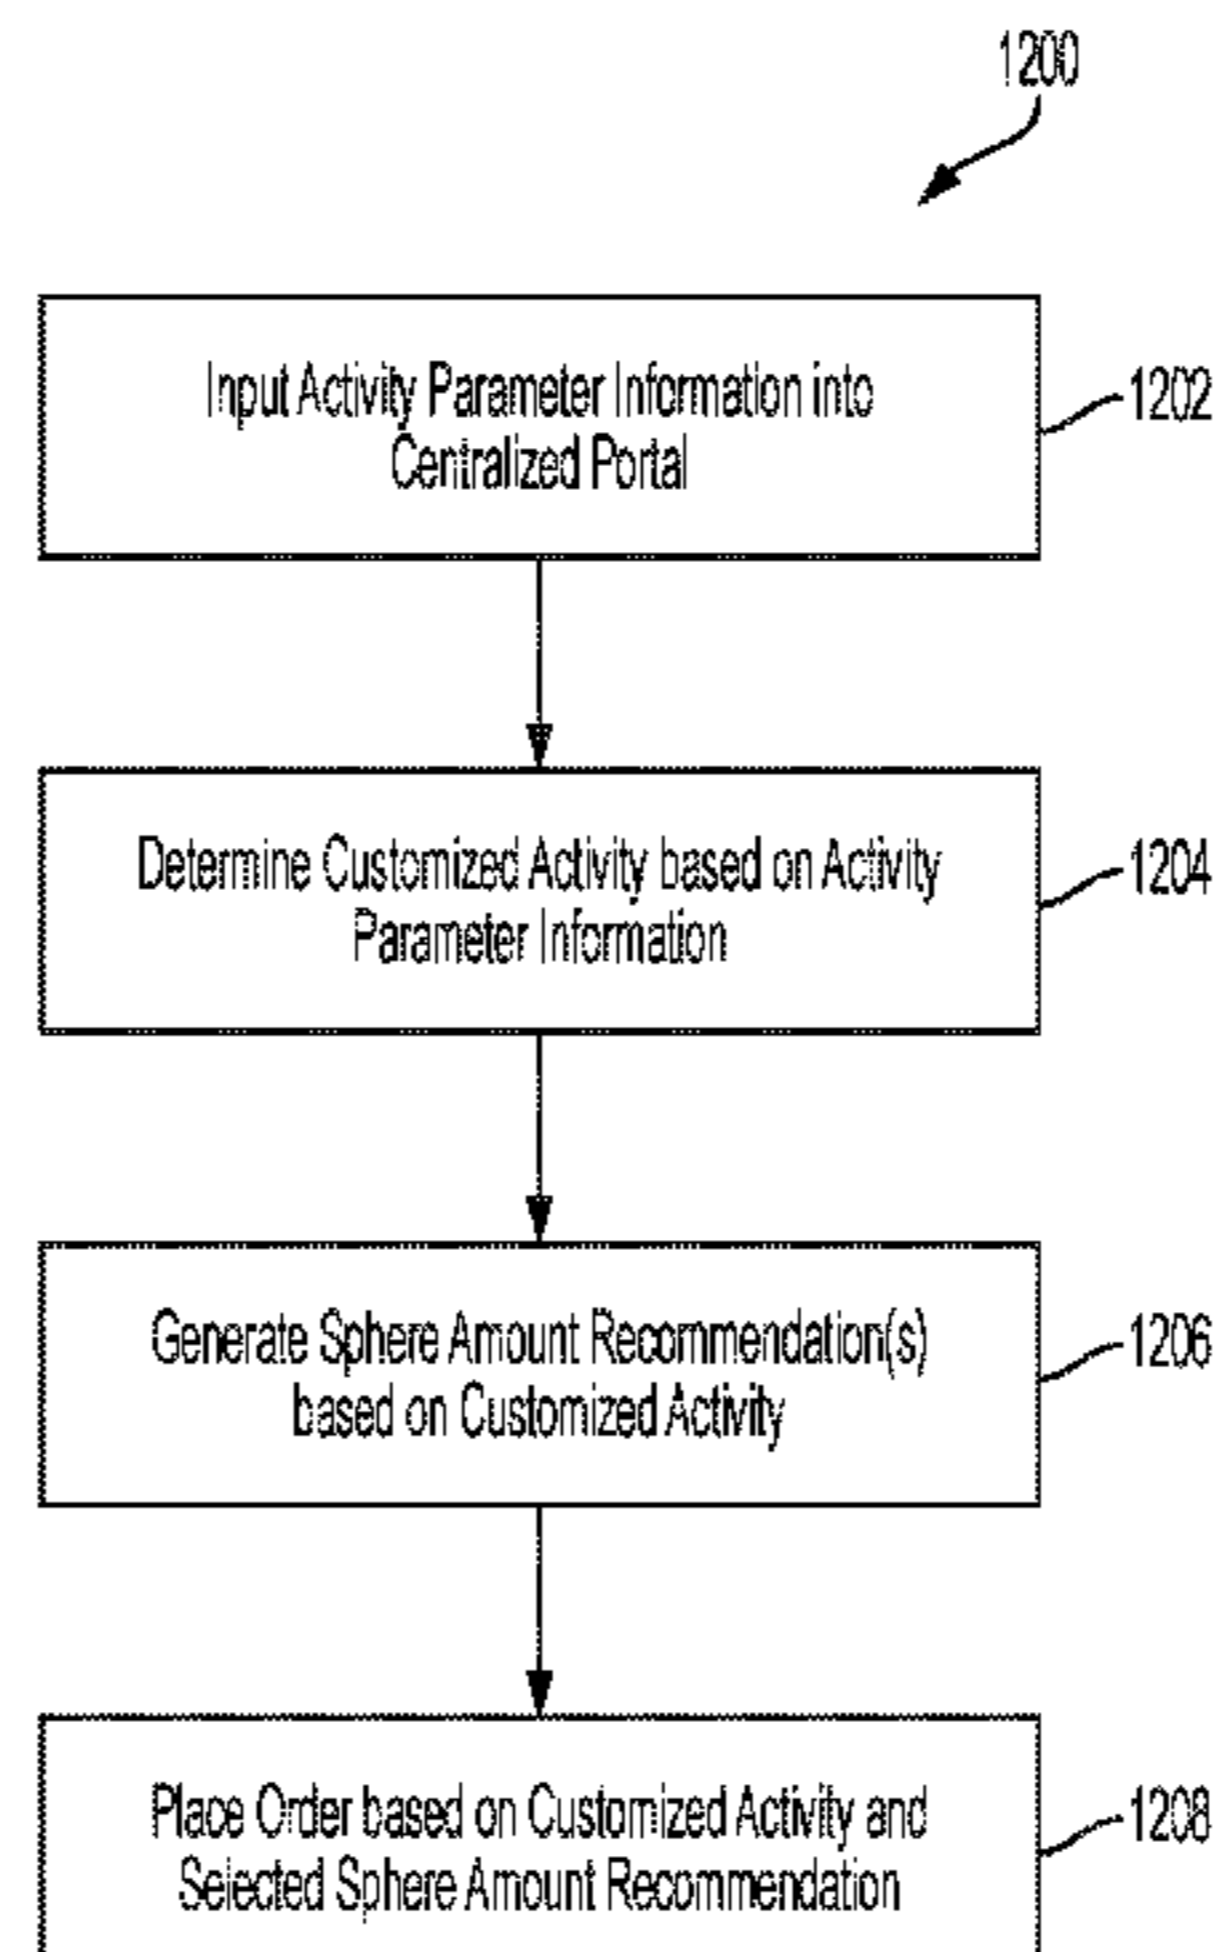 1200
Input Activity Parameter Information into
Centralized Portal
1202
Determine Customized Activity based on Activity
Parameter Information
1204
Generate Sphere Amount Recommendation(s)
based on Customized Activity
1206
Place Order based on Customized Activity and
Selected Sphere Amount Recommendation
1208